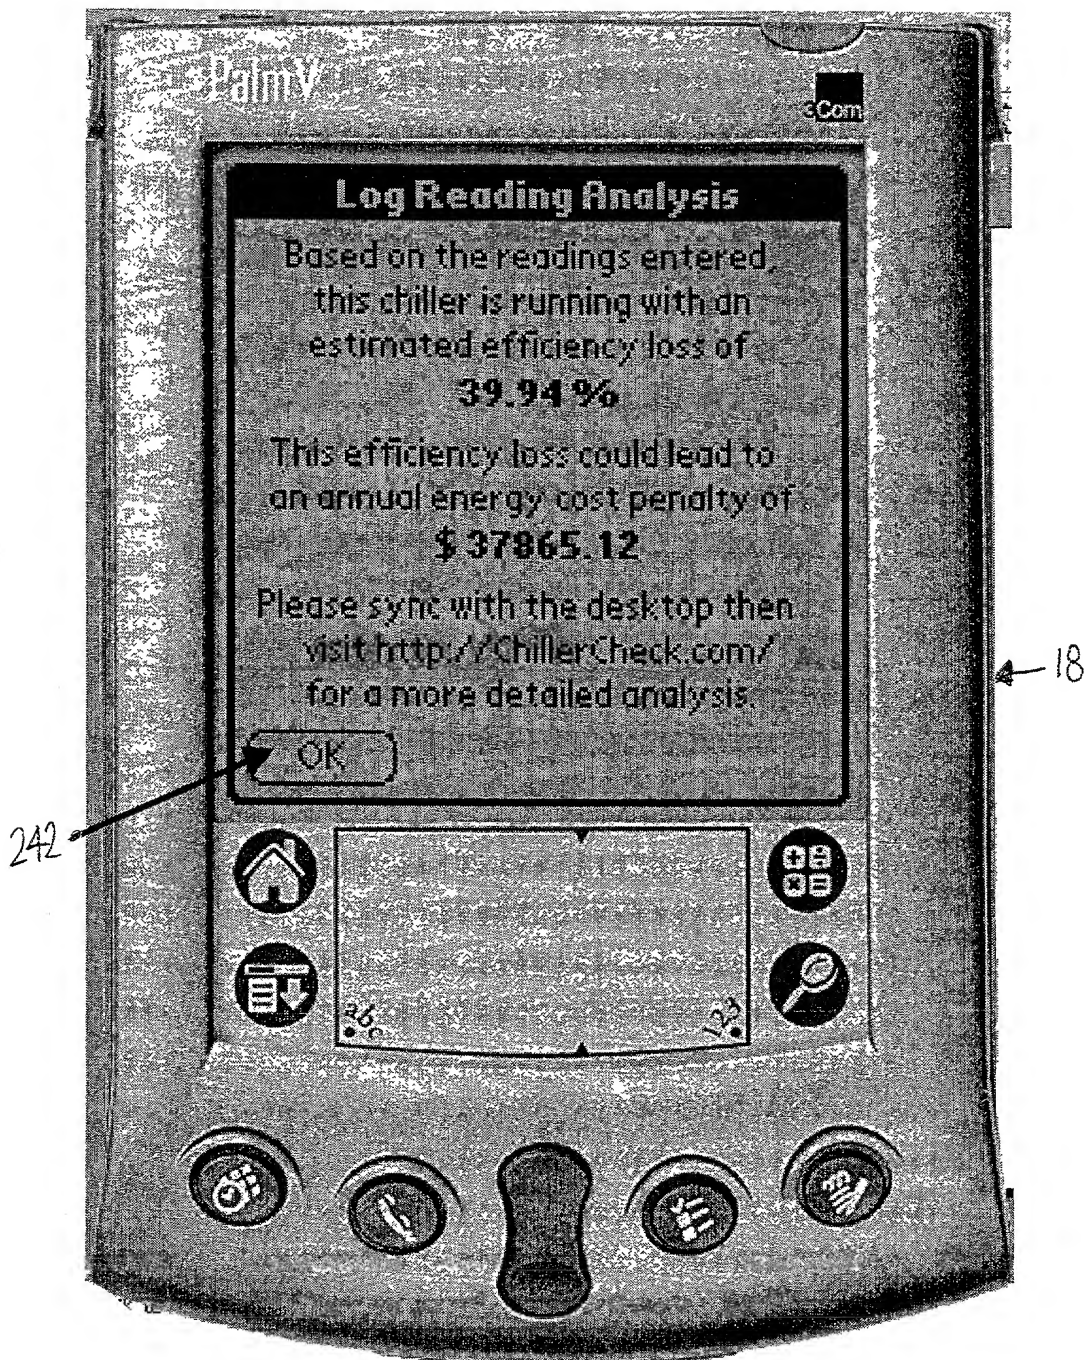 PalmV
3Com
Log Reading Analysis
Based on the readings entered,
this chiller is running with an
estimated efficiency loss of
39.94 %
This efficiency loss could lead to
an annual energy cost penalty of
$ 37865.12
Please sync with the desktop then
visit http://ChillerCheck.com/
for a more detailed analysis.
OK
18
242
abc
123